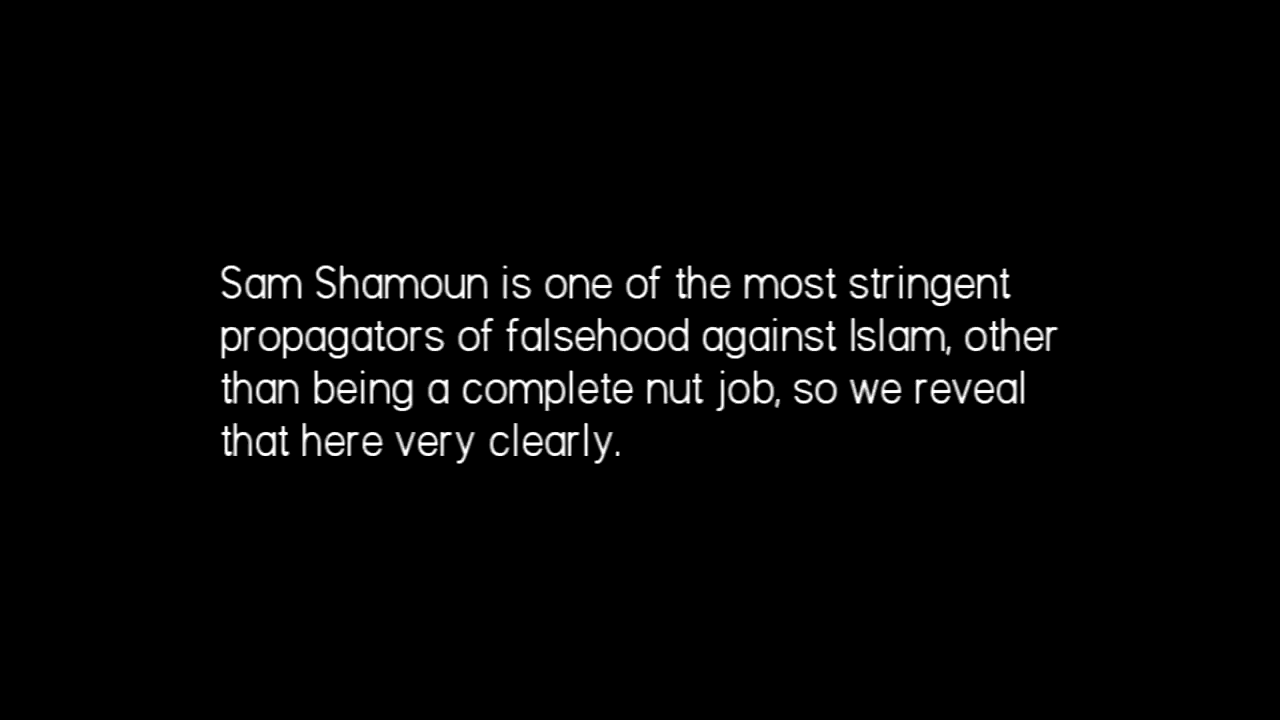 Sam Shamoun is one of the most stringent
propagators of falsehood against Islam, other
than being a complete nut job, so we reveal
that here very clearly.